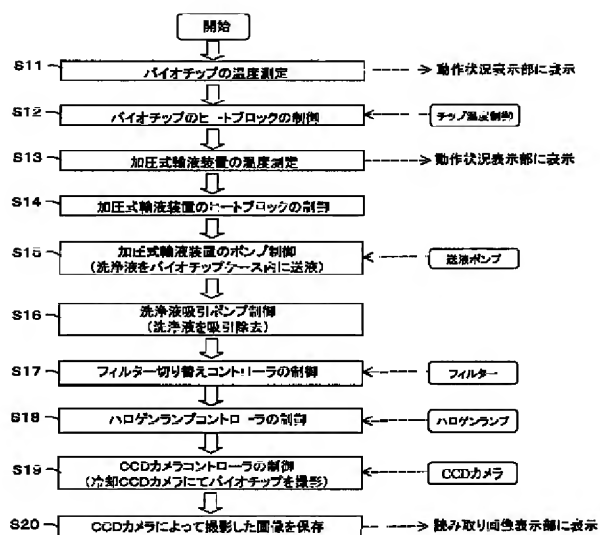 開始
S11 バイオチップの温度測定 動作状況表示部に表示
S12 バイオチップのヒートブロックの制御 チップ温度制御
S13 加圧式輸液装置の温度測定 動作状況表示部に表示
S14 加圧式輸液装置のヒートブロックの制御
S15 加圧式輸液装置のポンプ制御
(洗浄液をバイオチップケース内に送液) 送液ポンプ
S16 洗浄液吸引ポンプ制御
(洗浄液を吸引除去)
S17 フィルター切り替えコントローラの制御 フィルター
S18 ハロゲンランプコントローラの制御 ハロゲンランプ
S19 CCDカメラコントローラの制御
(冷却CCDカメラにてバイオチップを撮影) CCDカメラ
S20 CCDカメラによって撮影した画像を保存 読み取り画像表示部に表示